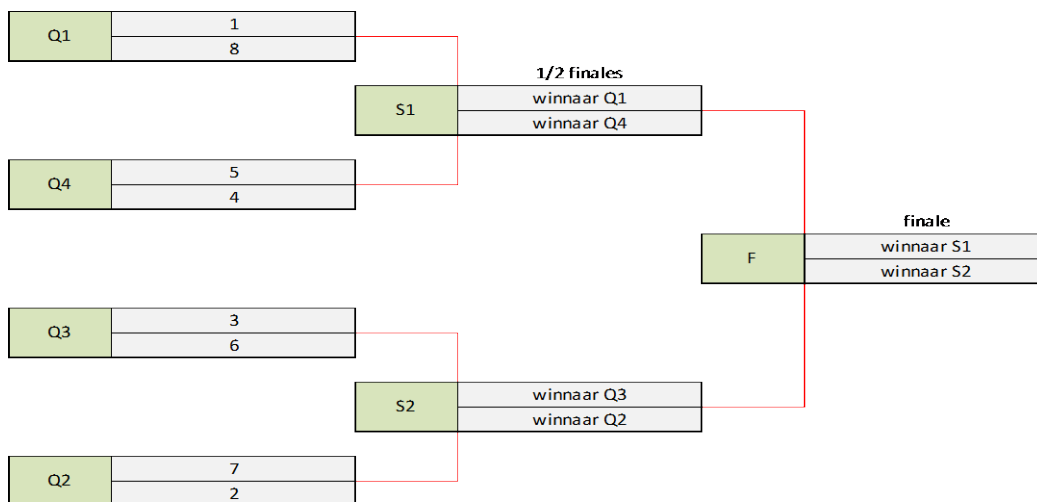 Q1
1
8
1/2 finales
S1
winnaar Q1
winnaar Q4
Q4
5
4
finale
F
winnaar S1
winnaar S2
Q3
3
6
S2
winnaar Q3
winnaar Q2
Q2
7
2